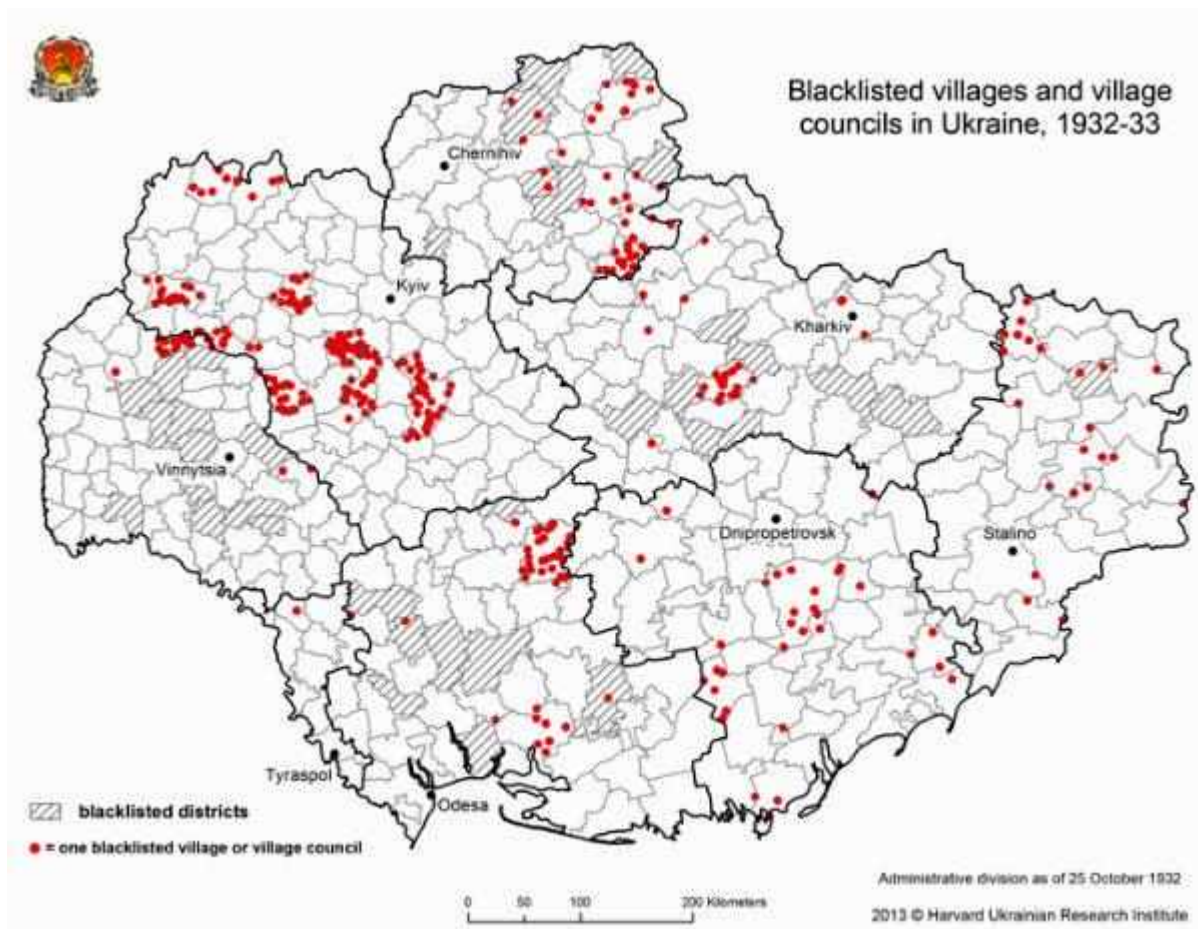 Blacklisted villages and village
councils in Ukraine, 1932-33
Chernihiv
Kyiv
Kharkiv
Vinnytsia
Dnipropetrovsk
Stalino
Tyraspol
Odesa
blacklisted districts
= one blacklisted village or village council
Administrative division as of 25 October 1932
0 50 100 200 Kilometers
2013 © Harvard Ukrainian Research Institute